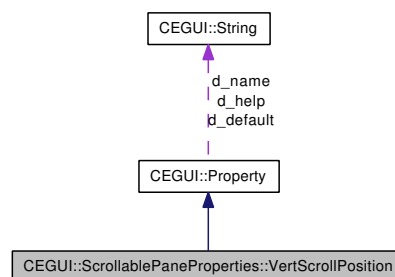 CEGUI::String
d_name
d_help
d_default
CEGUI::Property
CEGUI::ScrollablePaneProperties::VertScrollPosition